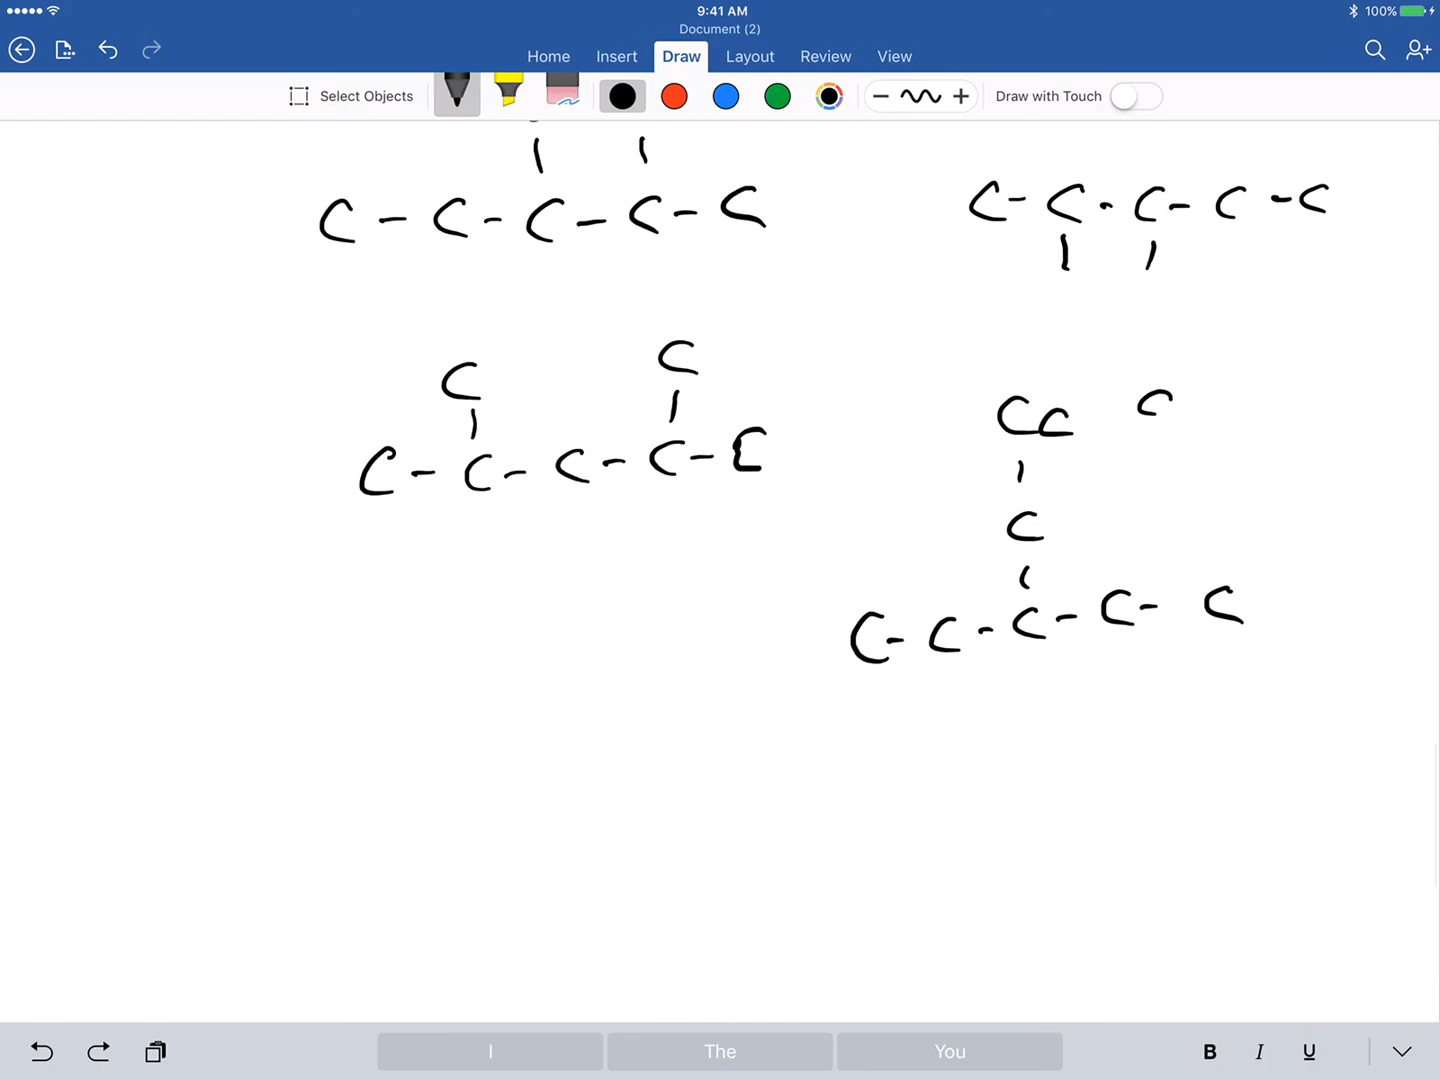 9:41 AM
100%
Document (2)
Home Insert Draw Layout Review View
Select Objects
Draw with Touch
C - C - C - C - C
C - C - C - C - C
C C
C - C - C - C - C
C C C
C
C - C - C - C - C
I The You
B I U